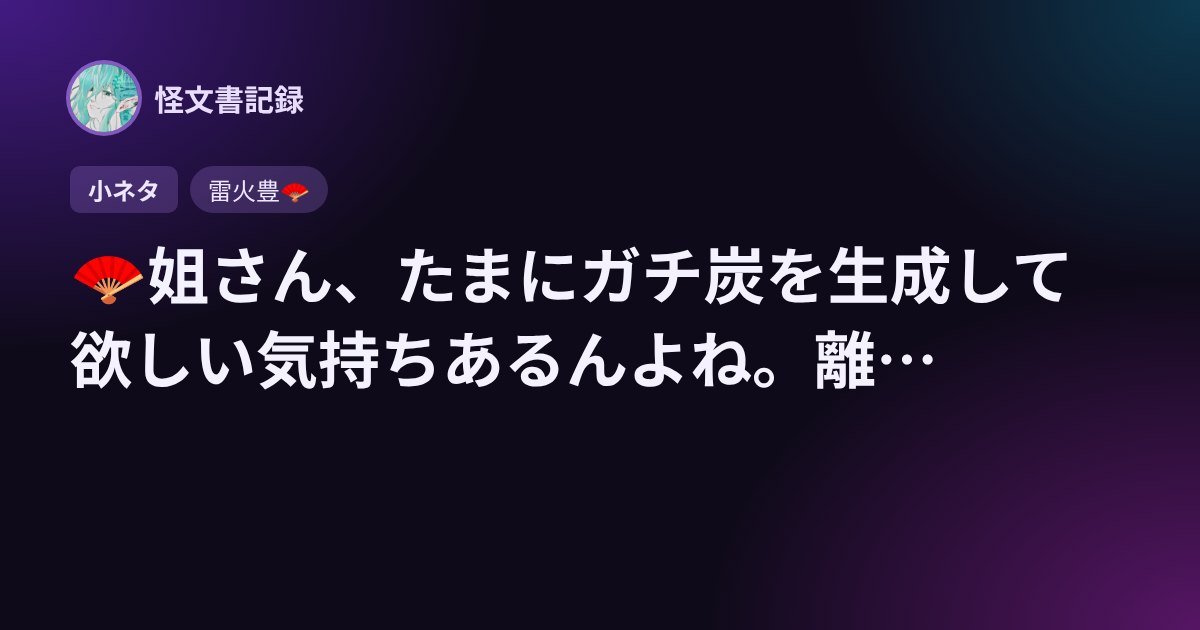 怪文書記録
小ネタ
雷火豊🪭
🪭姐さん、たまにガチ炭を生成して
欲しい気持ちあるんよね。離…